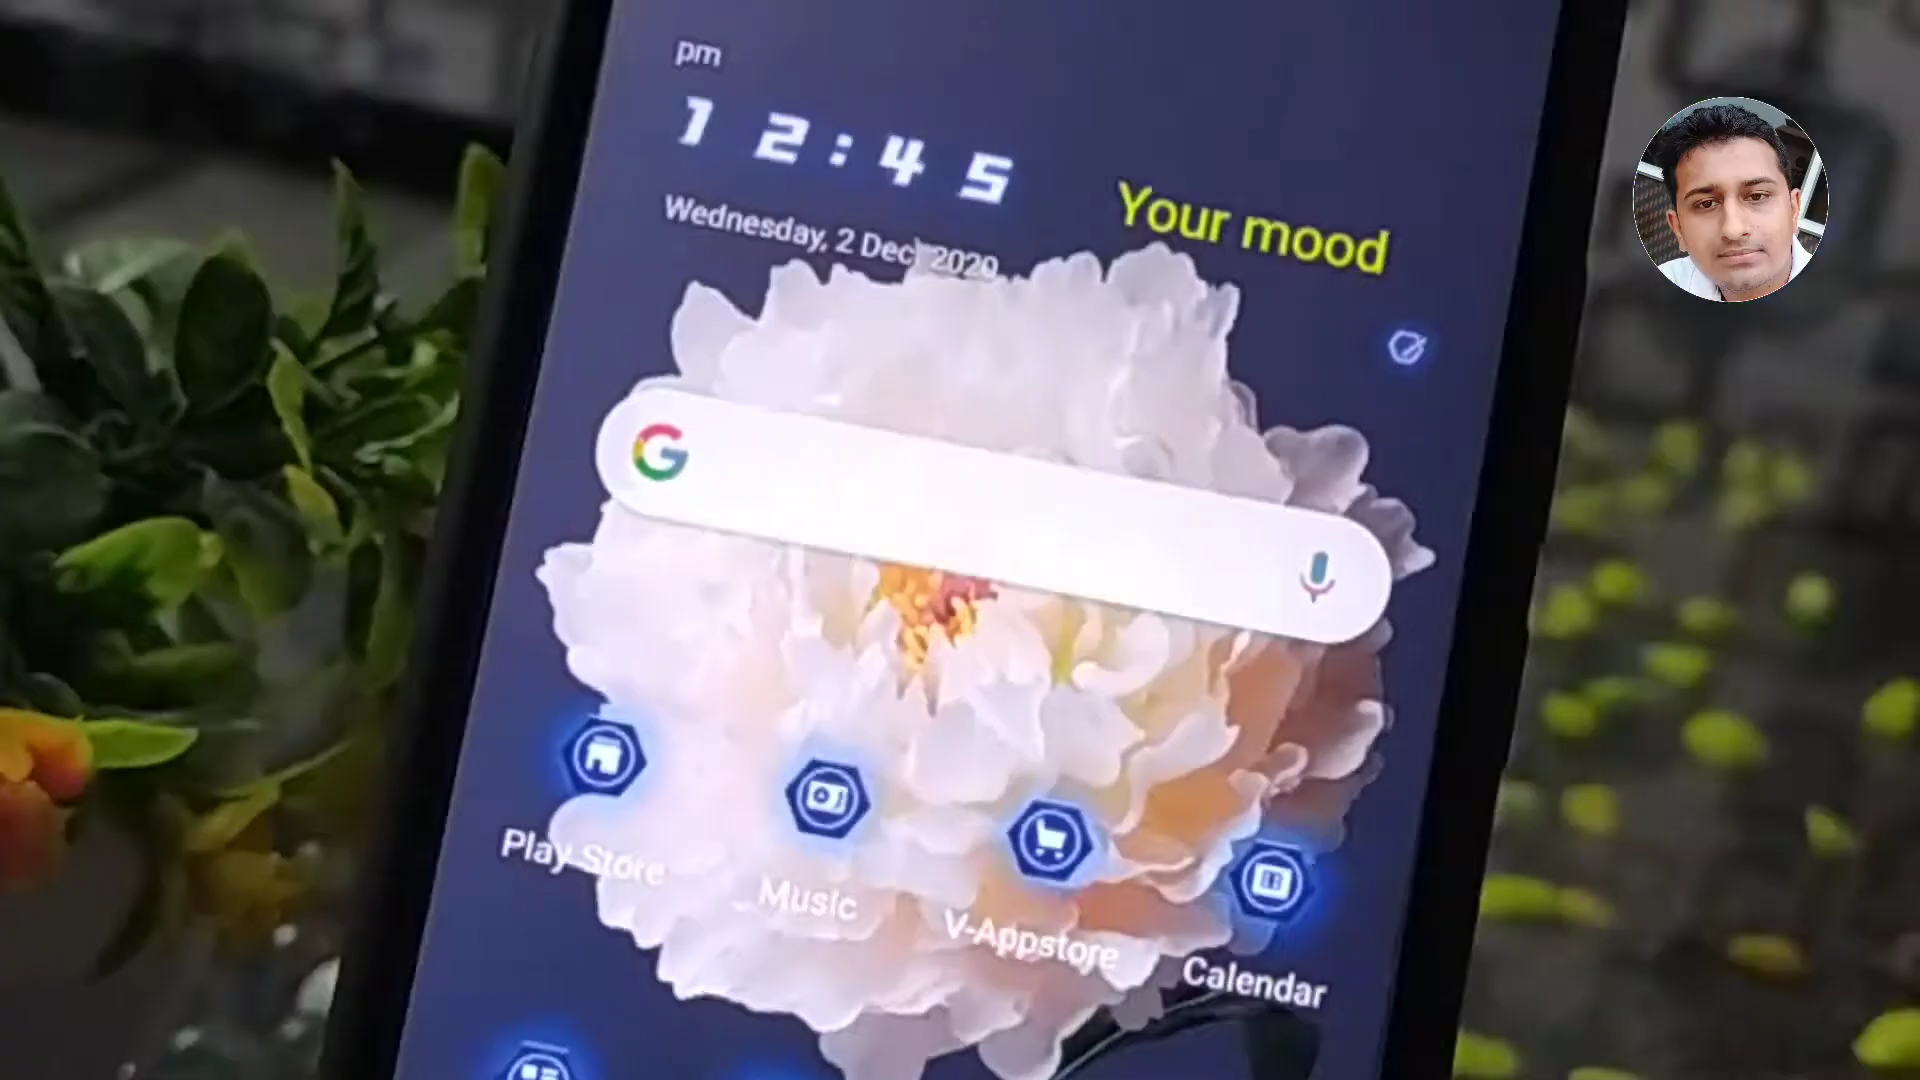 pm
12:45
Wednesday, 2 Dec, 2020
Your mood
Play Store
Music
V-Appstore
Calendar